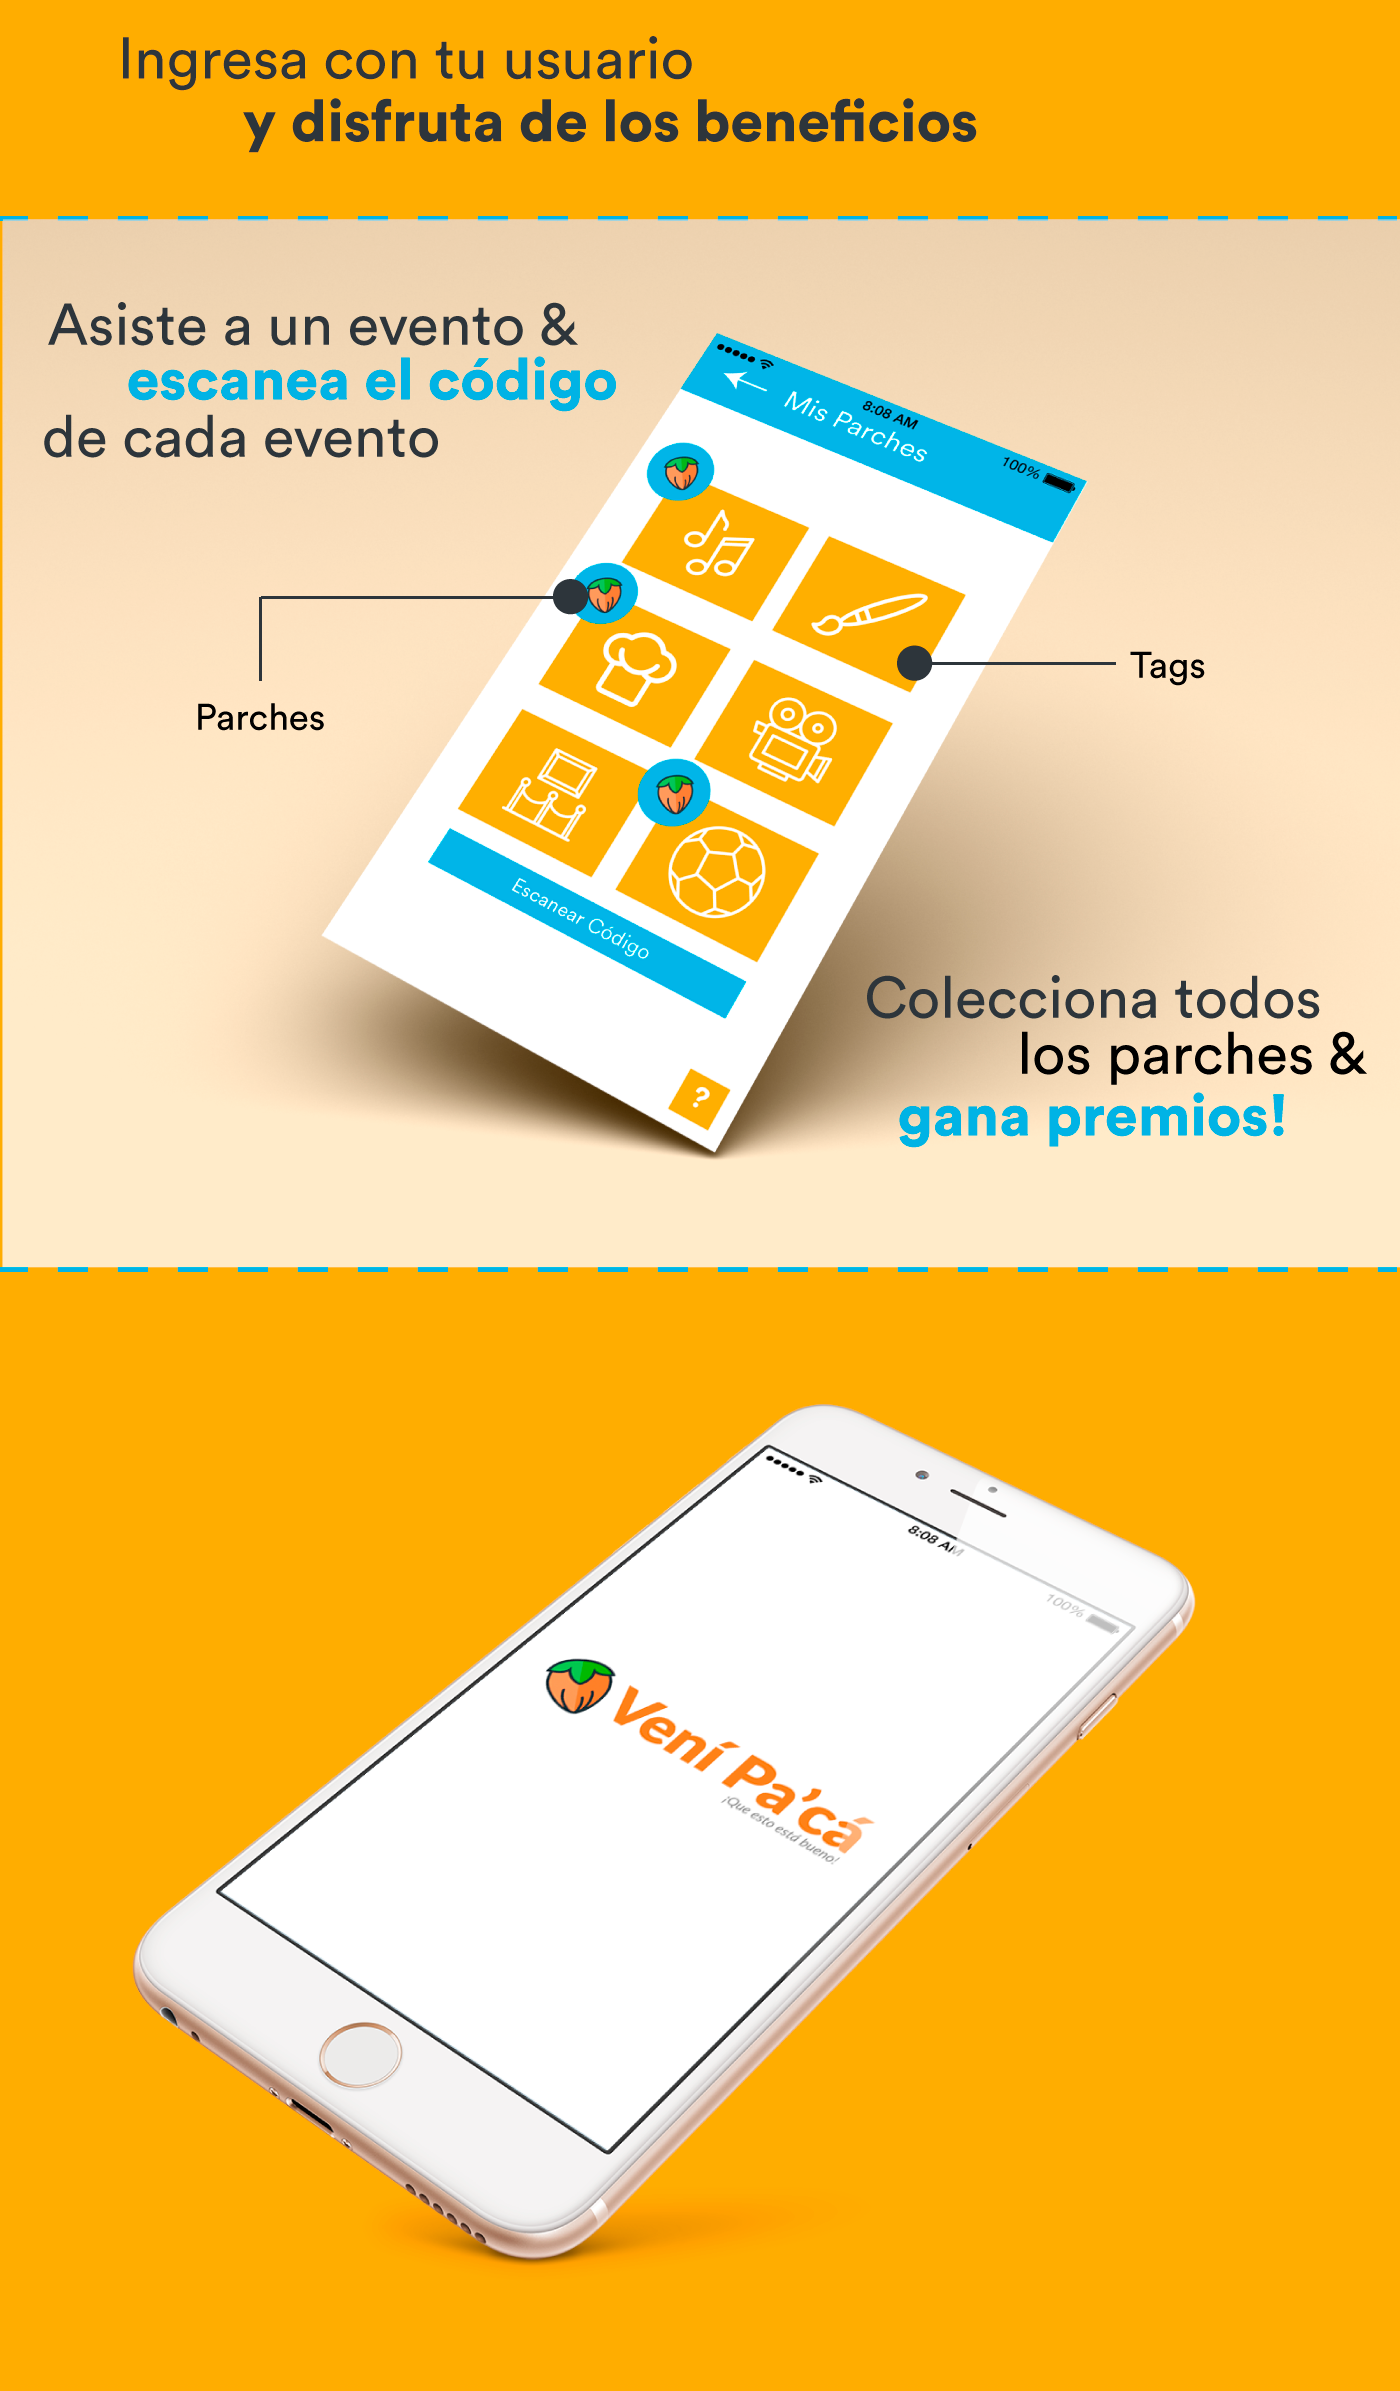 Ingresa con tu usuario
y disfruta de los beneficios
Asiste a un evento &
escanea el código
de cada evento
8:08 AM
100%
Mis Parches
Parches
Tags
Escanear Código
?
Colecciona todos
los parches &
gana premios!
8:08 AM
100%
Vení Pa'cá
¡Que esto está bueno!